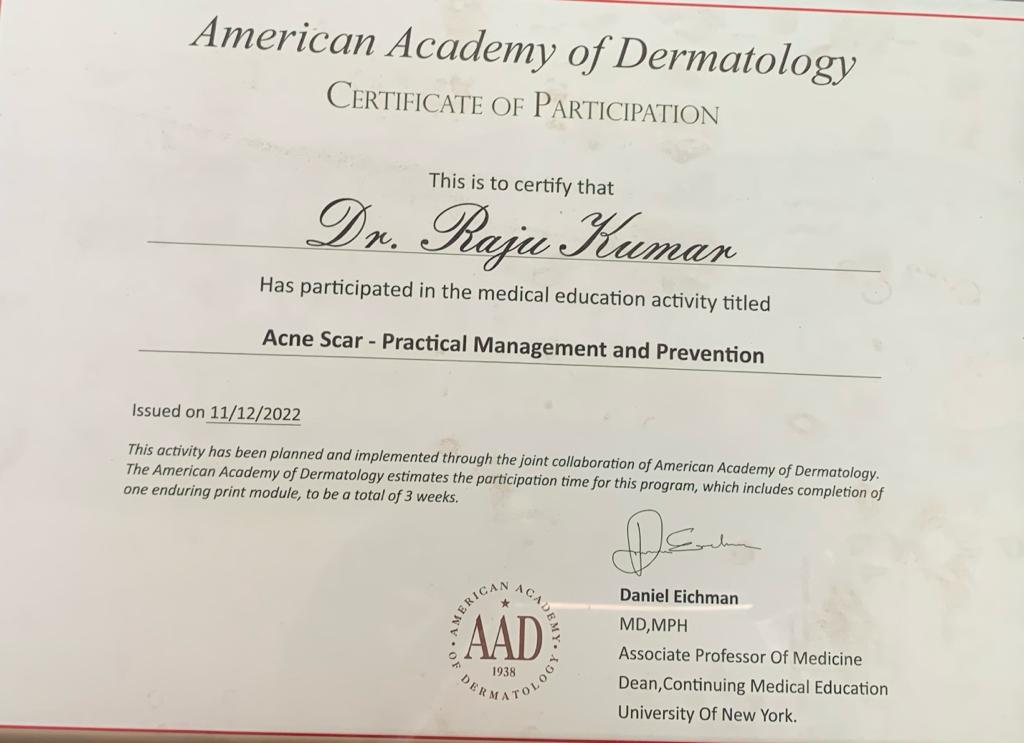 American Academy of Dermatology
CERTIFICATE OF PARTICIPATION
This is to certify that
Dr. Raju Kumar
Has participated in the medical education activity titled
Acne Scar - Practical Management and Prevention
Issued on 11/12/2022
This activity has been planned and implemented through the joint collaboration of American Academy of Dermatology.
The American Academy of Dermatology estimates the participation time for this program, which includes completion of
one enduring print module, to be a total of 3 weeks.
Daniel Eichman
MD,MPH
Associate Professor Of Medicine
Dean,Continuing Medical Education
University Of New York.
AMERICAN ACADEMY OF DERMATOLOGY
AAD
1938